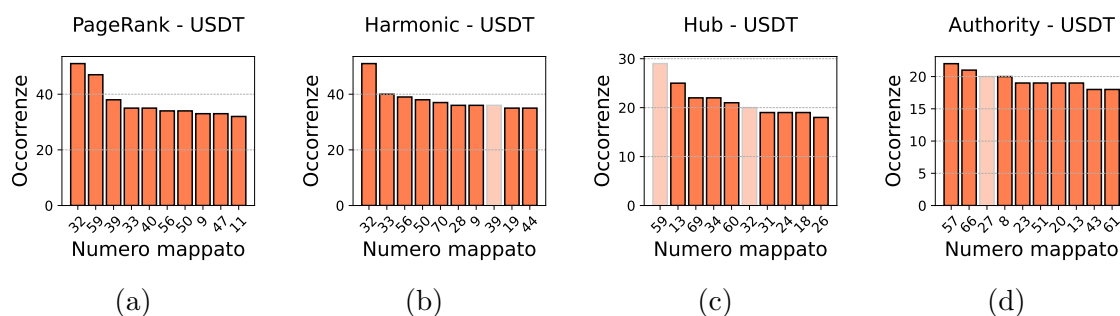 PageRank - USDT
Occorrenze
40
20
0
32 59 39 33 40 56 50 9 47 11
Numero mappato
(a)
Harmonic - USDT
Occorrenze
40
20
0
32 33 56 50 70 28 9 39 19 44
Numero mappato
(b)
Hub - USDT
Occorrenze
30
20
10
0
59 13 69 34 60 32 31 24 18 26
Numero mappato
(c)
Authority - USDT
Occorrenze
20
15
10
5
0
57 66 27 8 23 51 20 13 43 61
Numero mappato
(d)